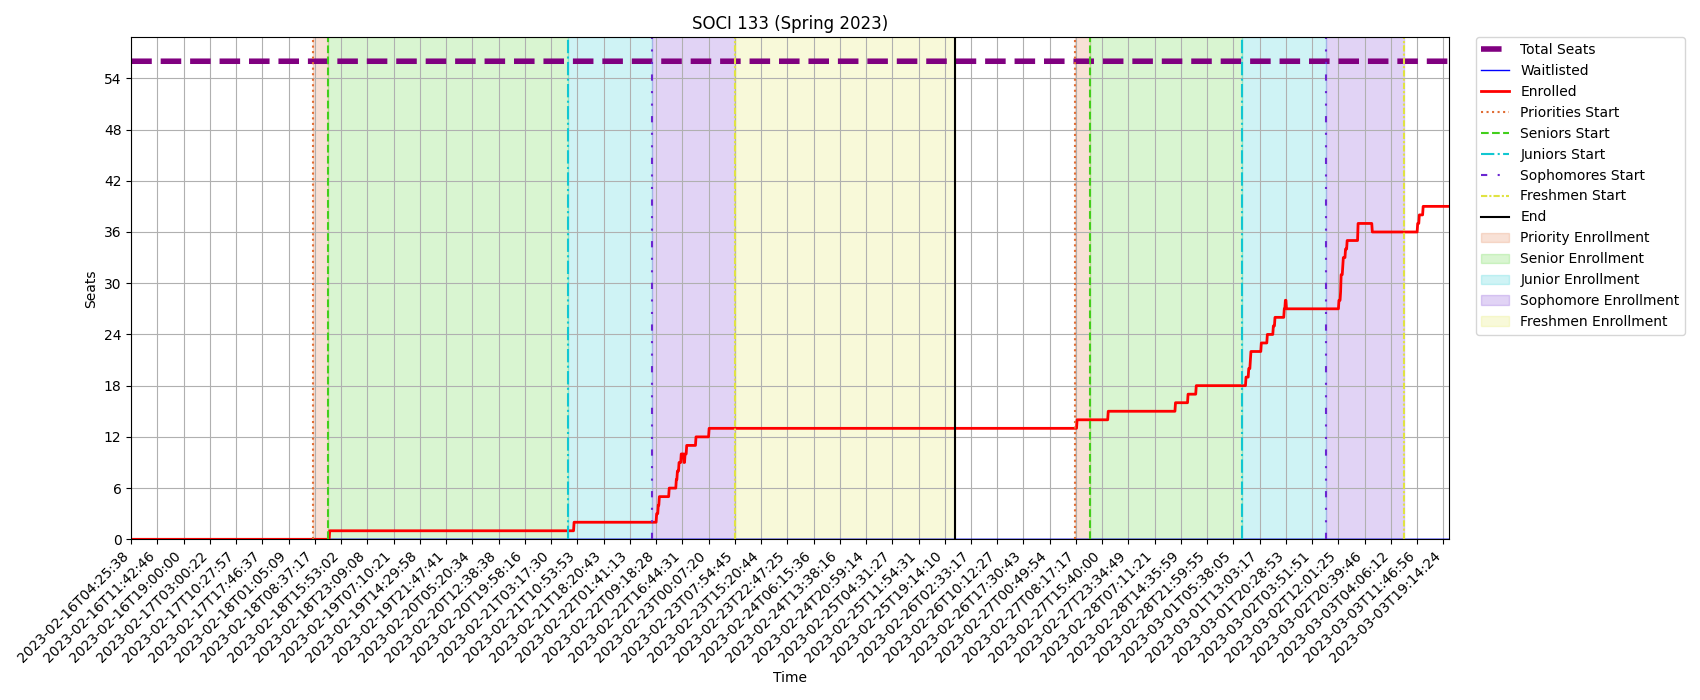 SOCI 133 (Spring 2023)
Seats
54
48
42
36
30
24
18
12
6
0
2023-02-16T04:25:38
2023-02-16T11:42:46
2023-02-16T19:00:00
2023-02-17T03:00:22
2023-02-17T10:27:57
2023-02-17T17:46:37
2023-02-18T01:05:09
2023-02-18T08:37:17
2023-02-18T15:53:02
2023-02-18T23:09:08
2023-02-19T07:10:21
2023-02-19T14:29:58
2023-02-19T21:47:41
2023-02-20T05:20:34
2023-02-20T12:38:38
2023-02-20T19:58:16
2023-02-21T03:17:30
2023-02-21T10:53:53
2023-02-21T18:20:43
2023-02-22T01:41:13
2023-02-22T09:18:28
2023-02-22T16:44:31
2023-02-23T00:07:20
2023-02-23T07:54:45
2023-02-23T15:20:44
2023-02-23T22:47:25
2023-02-24T06:15:36
2023-02-24T13:38:16
2023-02-24T20:59:14
2023-02-25T04:31:27
2023-02-25T11:54:31
2023-02-25T19:14:10
2023-02-26T02:33:17
2023-02-26T10:12:27
2023-02-26T17:30:43
2023-02-27T00:49:54
2023-02-27T08:17:17
2023-02-27T15:40:00
2023-02-27T23:34:49
2023-02-28T07:11:21
2023-02-28T14:35:59
2023-02-28T21:59:55
2023-03-01T05:38:05
2023-03-01T13:03:17
2023-03-01T20:28:53
2023-03-02T03:51:51
2023-03-02T12:01:25
2023-03-02T20:39:46
2023-03-03T04:06:12
2023-03-03T11:46:56
2023-03-03T19:14:24
Time
Total Seats
Waitlisted
Enrolled
Priorities Start
Seniors Start
Juniors Start
Sophomores Start
Freshmen Start
End
Priority Enrollment
Senior Enrollment
Junior Enrollment
Sophomore Enrollment
Freshmen Enrollment